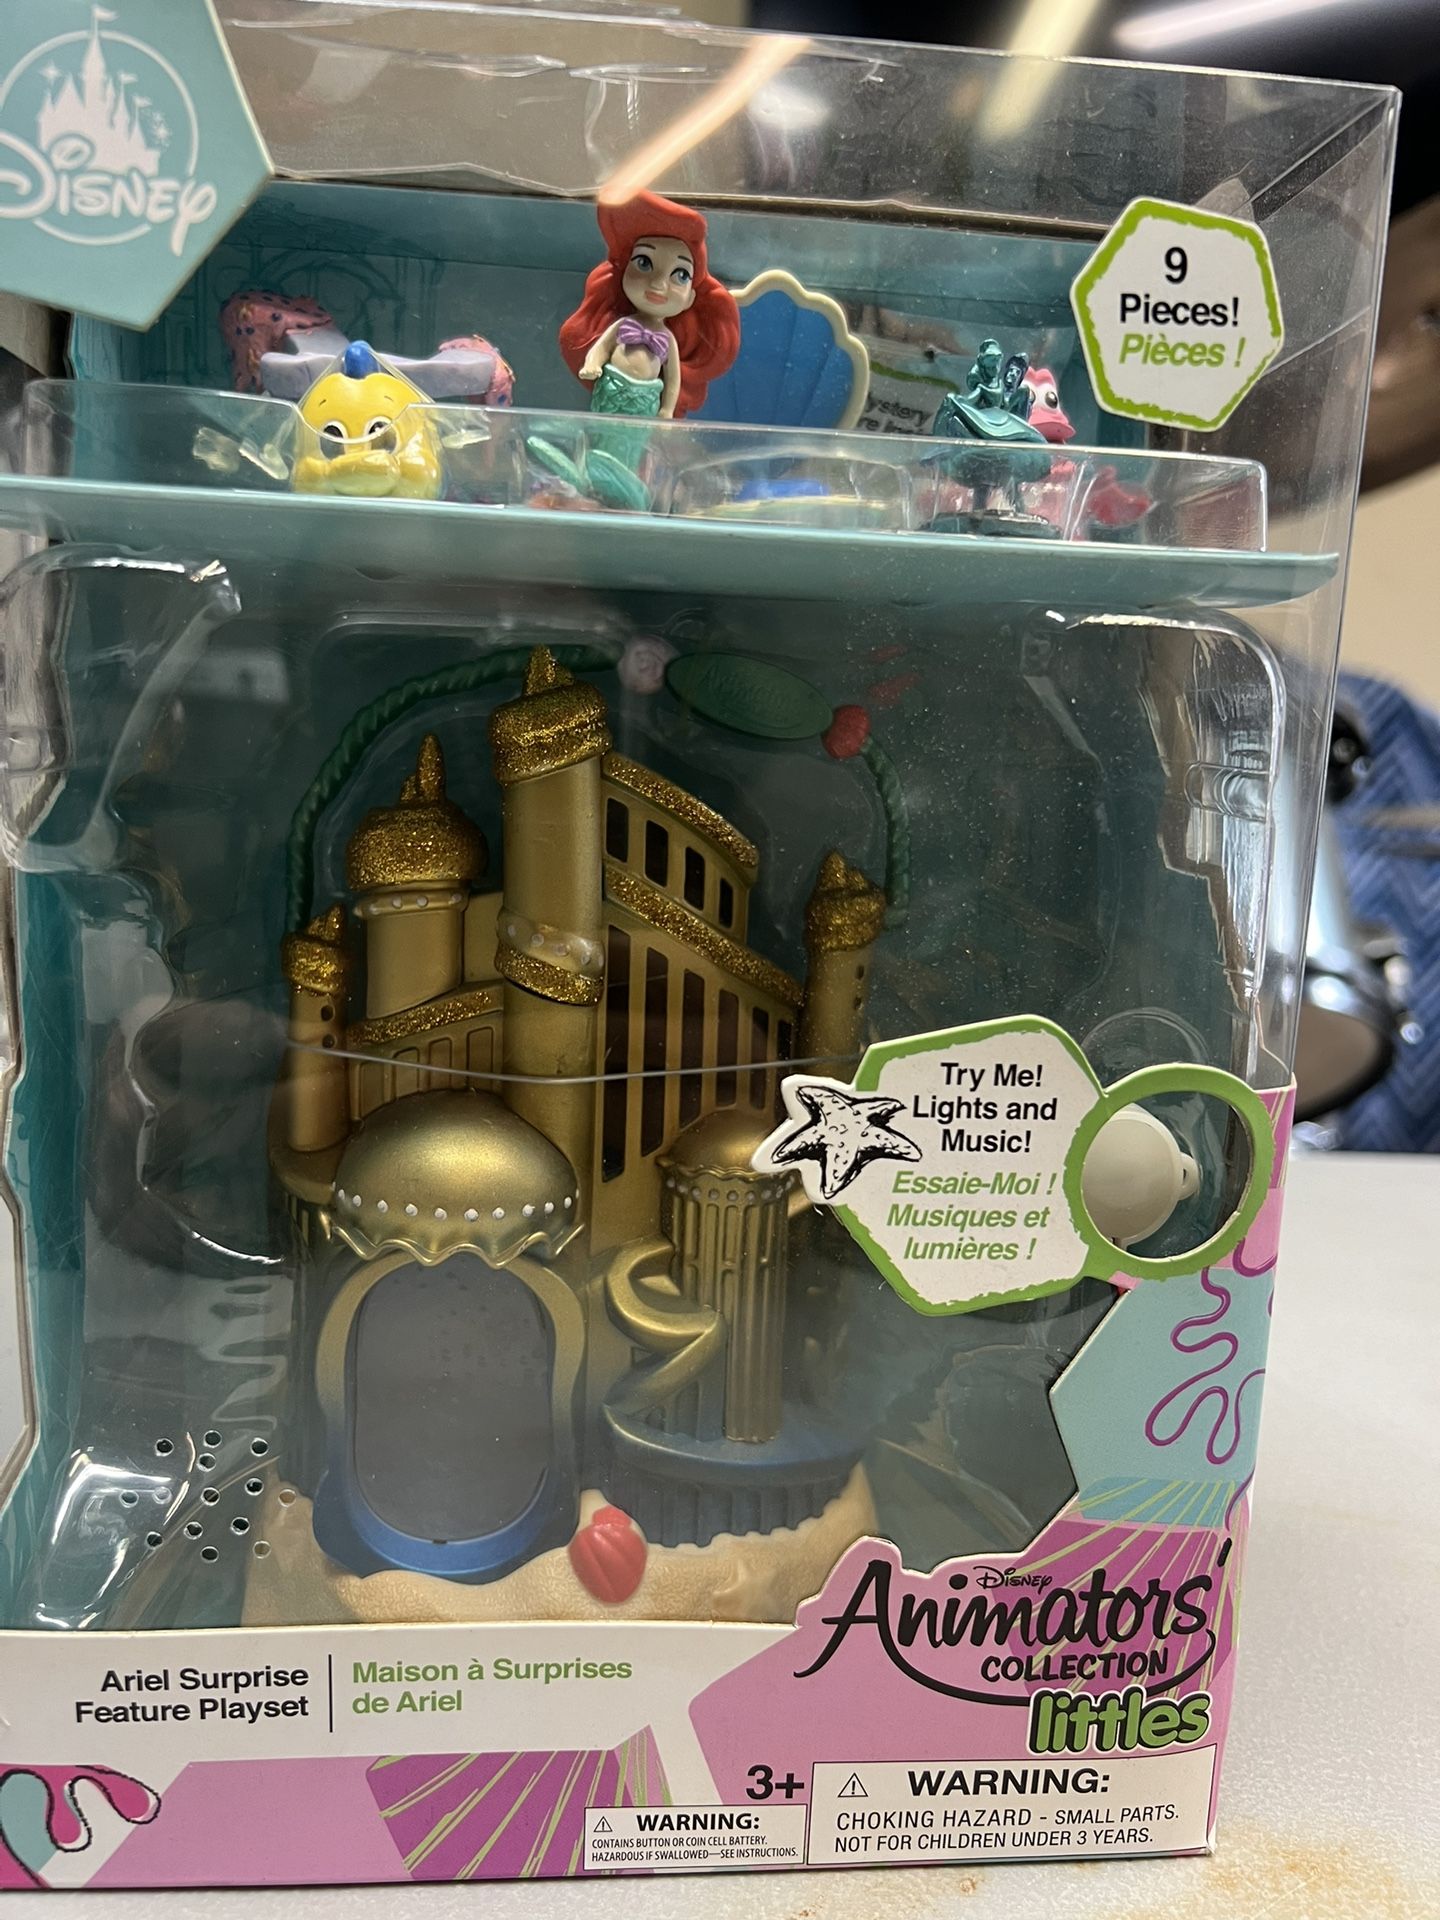 Disney
9
Pieces!
Pièces !
Animators'
Try Me!
Lights and
Music!
Essaie-Moi !
Musiques et
lumières !
Disney
Animators'
COLLECTION
littles
Ariel Surprise
Feature Playset
Maison à Surprises
de Ariel
3+
WARNING:
CONTAINS BUTTON OR COIN CELL BATTERY.
HAZARDOUS IF SWALLOWED—SEE INSTRUCTIONS.
WARNING:
CHOKING HAZARD - SMALL PARTS.
NOT FOR CHILDREN UNDER 3 YEARS.